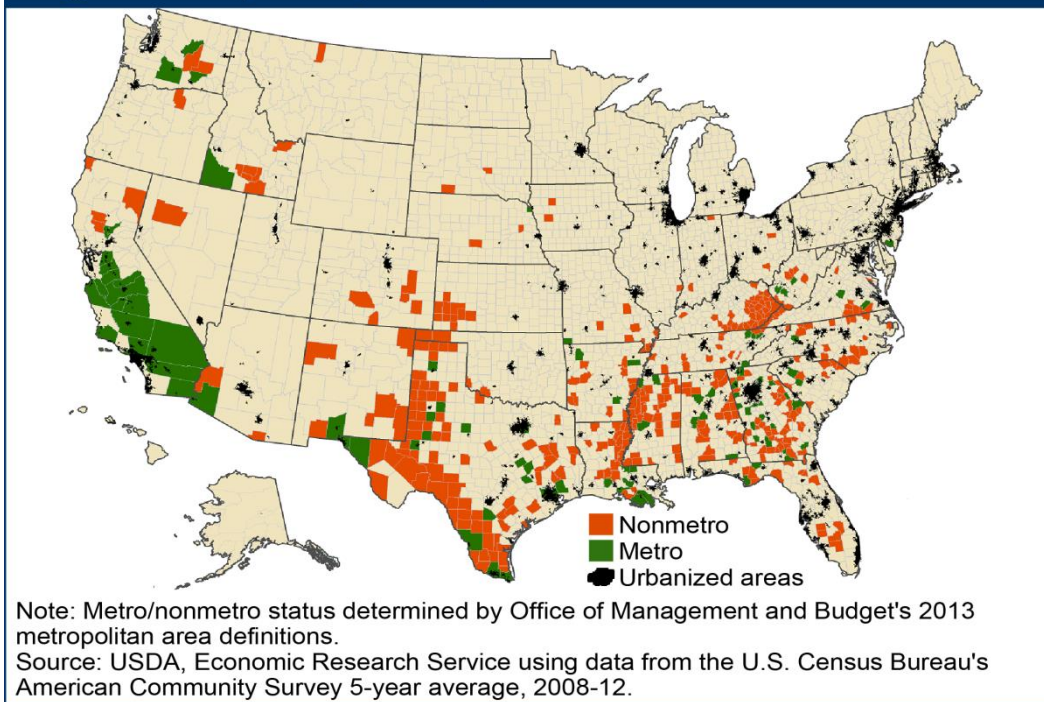 Nonmetro
Metro
Urbanized areas
Note: Metro/nonmetro status determined by Office of Management and Budget's 2013
metropolitan area definitions.
Source: USDA, Economic Research Service using data from the U.S. Census Bureau's
American Community Survey 5-year average, 2008-12.